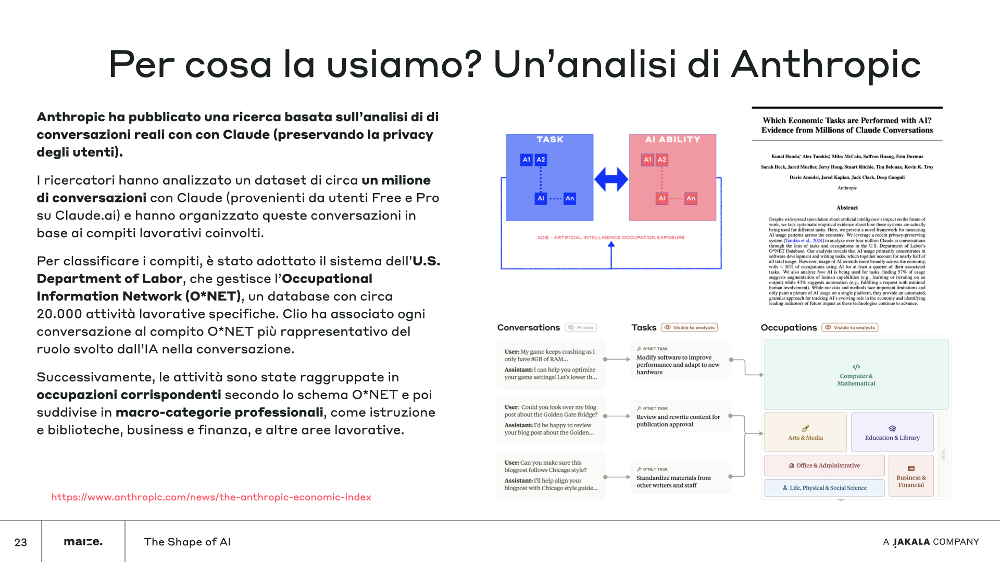 Per cosa la usiamo? Un’analisi di Anthropic
Anthropic ha pubblicato una ricerca basata sull’analisi di di
conversazioni reali con con Claude (preservando la privacy
degli utenti).
I ricercatori hanno analizzato un dataset di circa un milione
di conversazioni con Claude (provenienti da utenti Free e Pro
su Claude.ai) e hanno organizzato queste conversazioni in
base ai compiti lavorativi coinvolti.
Per classificare i compiti, è stato adottato il sistema dell’U.S.
Department of Labor, che gestisce l’Occupational
Information Network (O*NET), un database con circa
20.000 attività lavorative specifiche. Clio ha associato ogni
conversazione al compito O*NET più rappresentativo del
ruolo svolto dall’IA nella conversazione.
Successivamente, le attività sono state raggruppate in
occupazioni corrispondenti secondo lo schema O*NET e poi
suddivise in macro-categorie professionali, come istruzione
e biblioteche, business e finanza, e altre aree lavorative.
https://www.anthropic.com/news/the-anthropic-economic-index
TASK
A1 A2
Ai An
AI ABILITY
A1 A2
Ai An
AOIE - ARTIFICIAL INTELLIGENCE OCCUPATION EXPOSURE
Which Economic Tasks are Performed with AI?
Evidence from Millions of Claude Conversations
Kunal Handa,* Alex Tamkin,* Miles McCain, Saffron Huang, Esin Durmus
Sarah Heck, Jared Mueller, Jerry Hong, Stuart Ritchie, Tim Belonax, Kevin K. Troy
Dario Amodei, Jared Kaplan, Jack Clark, Deep Ganguli
Anthropic
Abstract
Despite widespread speculation about artificial intelligence's impact on the future of
work, we lack systematic empirical evidence about how these systems are actually
being used for different tasks. Here, we present a novel framework for measuring
AI usage patterns across the economy. We leverage a recent privacy-preserving
system [Tamkin et al., 2024] to analyze over four million Claude.ai conversations
through the lens of tasks and occupations in the U.S. Department of Labor's
O*NET Database. Our analysis reveals that AI usage primarily concentrates in
software development and writing tasks, which together account for nearly half of
all total usage. However, usage of AI extends more broadly across the economy,
with ~ 36% of occupations using AI for at least a quarter of their associated
tasks. We also analyze how AI is being used for tasks, finding 57% of usage
suggests augmentation of human capabilities (e.g., learning or iterating on an
output) while 43% suggests automation (e.g., fulfilling a request with minimal
human involvement). While our data and methods face important limitations and
only paint a picture of AI usage on a single platform, they provide an automated,
granular approach for tracking AI's evolving role in the economy and identifying
leading indicators of future impact as these technologies continue to advance.
Conversations Private
User: My game keeps crashing as I
only have 8GB of RAM...
Assistant: I can help you optimize
your game settings! Let's lower th...
User: Could you look over my blog
post about the Golden Gate Bridge?
Assistant: I'd be happy to review
your blog post about the Golden...
User: Can you make sure this
blogpost follows Chicago style?
Assistant: I'll help align your
blogpost with Chicago style guide...
Tasks Visible to analysts
O*NET TASK
Modify software to improve
performance and adapt to new
hardware
O*NET TASK
Review and rewrite content for
publication approval
O*NET TASK
Standardize materials from
other writers and staff
Occupations Visible to analysts
</>
Computer &
Mathematical
Arts & Media
Education & Library
Office & Administrative
Life, Physical & Social Science
Business &
Financial
Other
23
maize.
The Shape of AI
A JAKALA COMPANY